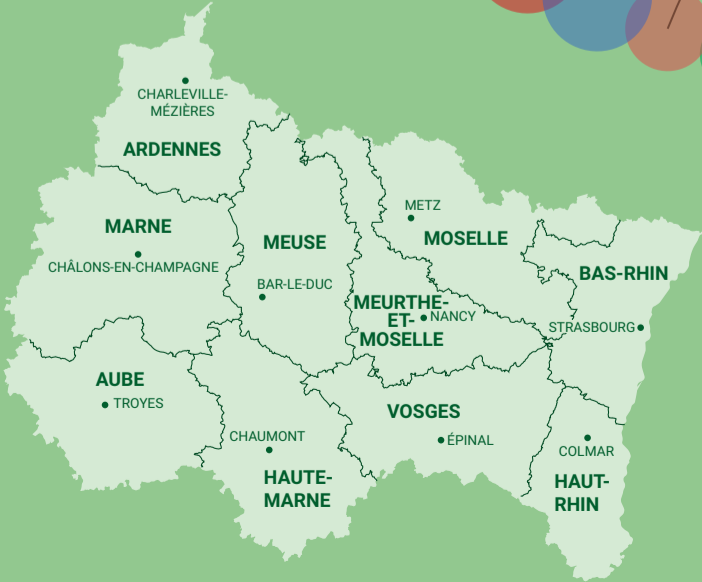 CHARLEVILLE-
MÉZIÈRES
ARDENNES
MARNE
CHÂLONS-EN-CHAMPAGNE
MEUSE
BAR-LE-DUC
METZ
MOSELLE
BAS-RHIN
STRASBOURG
MEURTHE-
ET-
MOSELLE
NANCY
AUBE
TROYES
CHAUMONT
HAUTE-
MARNE
VOSGES
ÉPINAL
COLMAR
HAUT-
RHIN